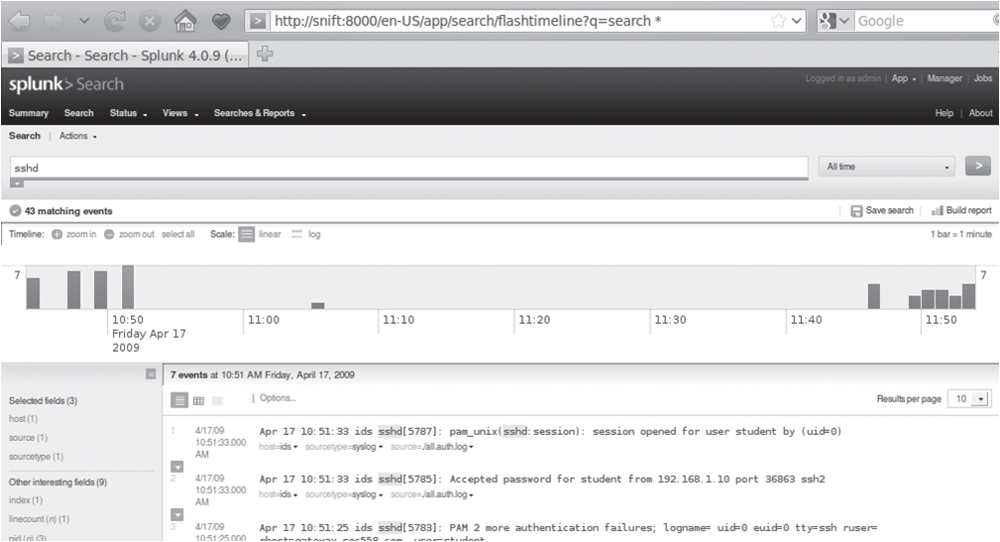 http://snift:8000/en-US/app/search/flashtimeline?q=search *
Google
Search - Search - Splunk 4.0.9 (...
splunk> Search
Logged in as admin | App | Manager | Jobs
Summary Search Status Views Searches & Reports
Help | About
Search | Actions
sshd
All time
>
43 matching events
Save search | Build report
Timeline: zoom in zoom out select all Scale: linear log
1 bar = 1 minute
7
7
10:50 11:00 11:10 11:20 11:30 11:40 11:50
Friday Apr 17
2009
7 events at 10:51 AM Friday, April 17, 2009
| Options...
Results per page 10
Selected fields (3)
host (1)
source (1)
sourcetype (1)
Other interesting fields (9)
index (1)
linecount (n) (1)
pid (n) (3)
1 4/17/09 10:51:33.000 AM
Apr 17 10:51:33 ids sshd[5787]: pam_unix(sshd:session): session opened for user student by (uid=0)
host=ids sourcetype=syslog source=./all.auth.log
2 4/17/09 10:51:33.000 AM
Apr 17 10:51:33 ids sshd[5785]: Accepted password for student from 192.168.1.10 port 36863 ssh2
host=ids sourcetype=syslog source=./all.auth.log
3 4/17/09 10:51:25.000
Apr 17 10:51:25 ids sshd[5783]: PAM 2 more authentication failures; logname= uid=0 euid=0 tty=ssh ruser=
rhost=gateway.sec558.com user=student